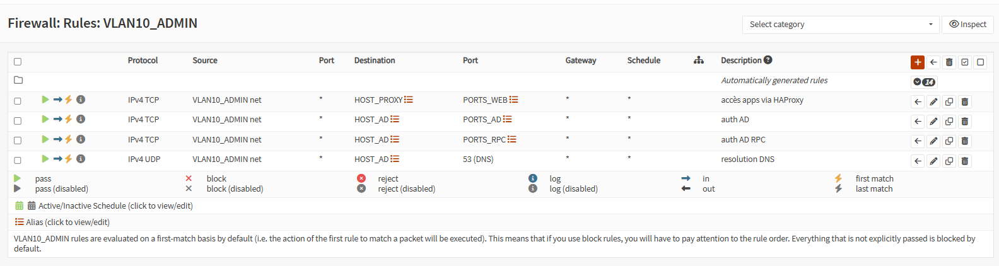 Firewall: Rules: VLAN10_ADMIN
Select category Inspect
Protocol Source Port Destination Port Gateway Schedule Description
Automatically generated rules 14
IPv4 TCP VLAN10_ADMIN net * HOST_PROXY PORTS_WEB * * accès apps via HAProxy
IPv4 TCP VLAN10_ADMIN net * HOST_AD PORTS_AD * * auth AD
IPv4 TCP VLAN10_ADMIN net * HOST_AD PORTS_RPC * * auth AD RPC
IPv4 UDP VLAN10_ADMIN net * HOST_AD 53 (DNS) * * resolution DNS
pass block reject log in first match
pass (disabled) block (disabled) reject (disabled) log (disabled) out last match
Active/Inactive Schedule (click to view/edit)
Alias (click to view/edit)
VLAN10_ADMIN rules are evaluated on a first-match basis by default (i.e. the action of the first rule to match a packet will be executed). This means that if you use block rules, you will have to pay attention to the rule order. Everything that is not explicitly passed is blocked by
default.